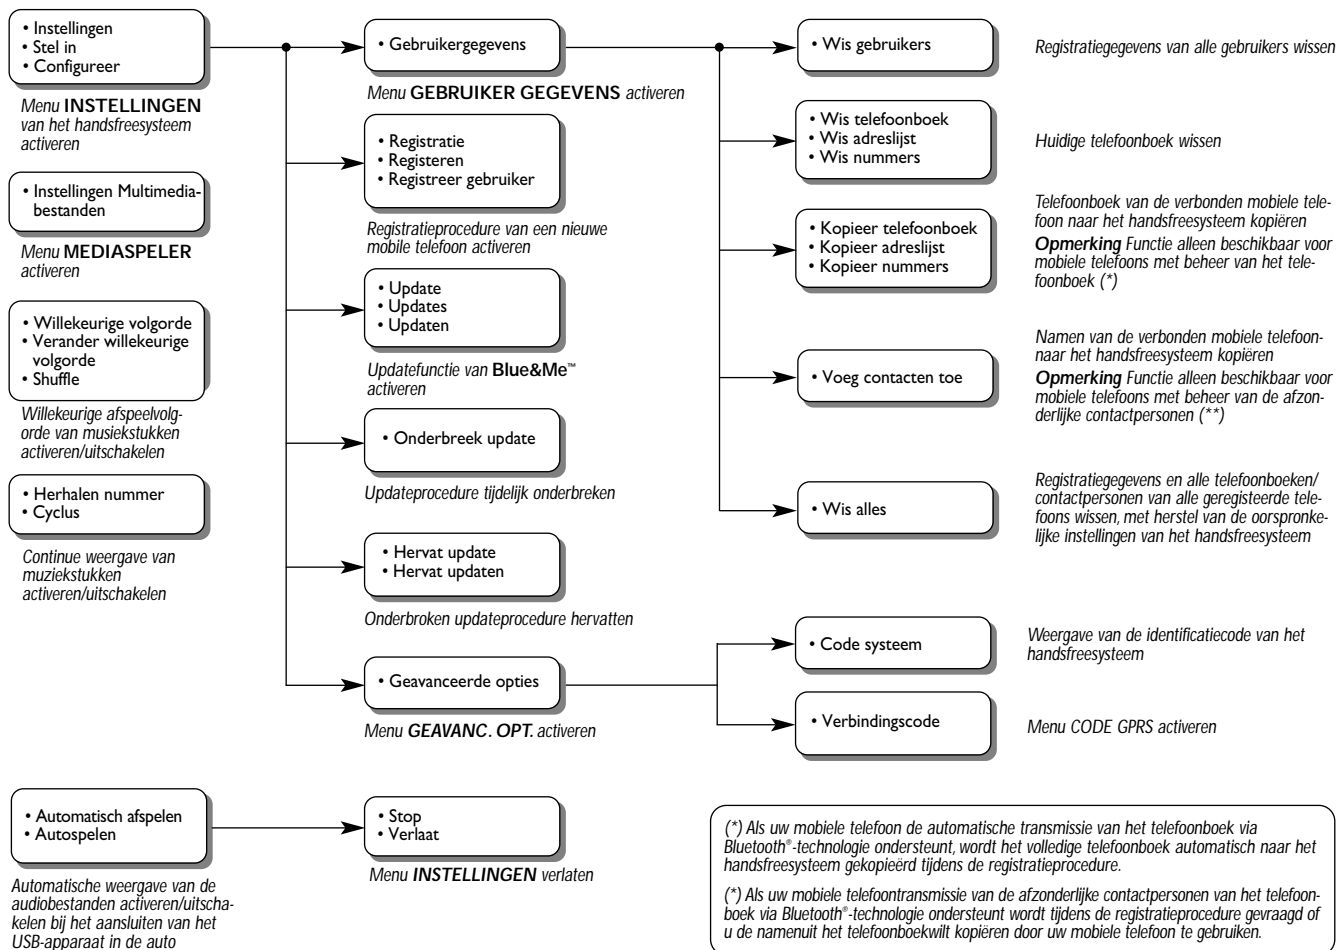 • Instellingen
• Stel in
• Configureer
Menu INSTELLINGEN
van het handsfreesysteem
activeren
• Instellingen Multimedia-
bestanden
Menu MEDIASPELER
activeren
• Willekeurige volgorde
• Verander willekeurige
volgorde
• Shuffle
Willekeurige afspeelvolg-
orde van musiekstukken
activeren/uitschakelen
• Herhalen nummer
• Cyclus
Continue weergave van
muziekstukken
activeren/uitschakelen
• Automatisch afspelen
• Autospelen
Automatische weergave van de
audiobestanden activeren/uitscha-
kelen bij het aansluiten van het
USB-apparaat in de auto
• Gebruikergegevens
Menu GEBRUIKER GEGEVENS activeren
• Registratie
• Registeren
• Registreer gebruiker
Registratieprocedure van een nieuwe
mobile telefoon activeren
• Update
• Updates
• Updaten
Updatefunctie van Blue&Me™
activeren
• Onderbreek update
Updateprocedure tijdelijk onderbreken
• Hervat update
• Hervat updaten
Onderbroken updateprocedure hervatten
• Geavanceerde opties
Menu GEAVANC. OPT. activeren
• Stop
• Verlaat
Menu INSTELLINGEN verlaten
• Wis gebruikers
Registratiegegevens van alle gebruikers wissen
• Wis telefoonboek
• Wis adreslijst
• Wis nummers
Huidige telefoonboek wissen
• Kopieer telefoonboek
• Kopieer adreslijst
• Kopieer nummers
Telefoonboek van de verbonden mobiele tele-
foon naar het handsfreesysteem kopiëren
Opmerking Functie alleen beschikbaar voor
mobiele telefoons met beheer van het tele-
foonboek (*)
• Voeg contacten toe
Namen van de verbonden mobiele telefoon-
naar het handsfreesysteem kopiëren
Opmerking Functie alleen beschikbaar voor
mobiele telefoons met beheer van de afzon-
derlijke contactpersonen (**)
• Wis alles
Registratiegegevens en alle telefoonboeken/
contactpersonen van alle geregisteerde tele-
foons wissen, met herstel van de oorspronke-
lijke instellingen van het handsfreesysteem
• Code systeem
Weergave van de identificatiecode van het
handsfreesysteem
• Verbindingscode
Menu CODE GPRS activeren
(*) Als uw mobiele telefoon de automatische transmissie van het telefoonboek via
Bluetooth®-technologie ondersteunt, wordt het volledige telefoonboek automatisch naar het
handsfreesysteem gekopieërd tijdens de registratieprocedure.
(*) Als uw mobiele telefoontransmissie van de afzonderlijke contactpersonen van het telefoon-
boek via Bluetooth®-technologie ondersteunt wordt tijdens de registratieprocedure gevraagd of
u de namenuit het telefoonboekwilt kopiëren door uw mobiele telefoon te gebruiken.